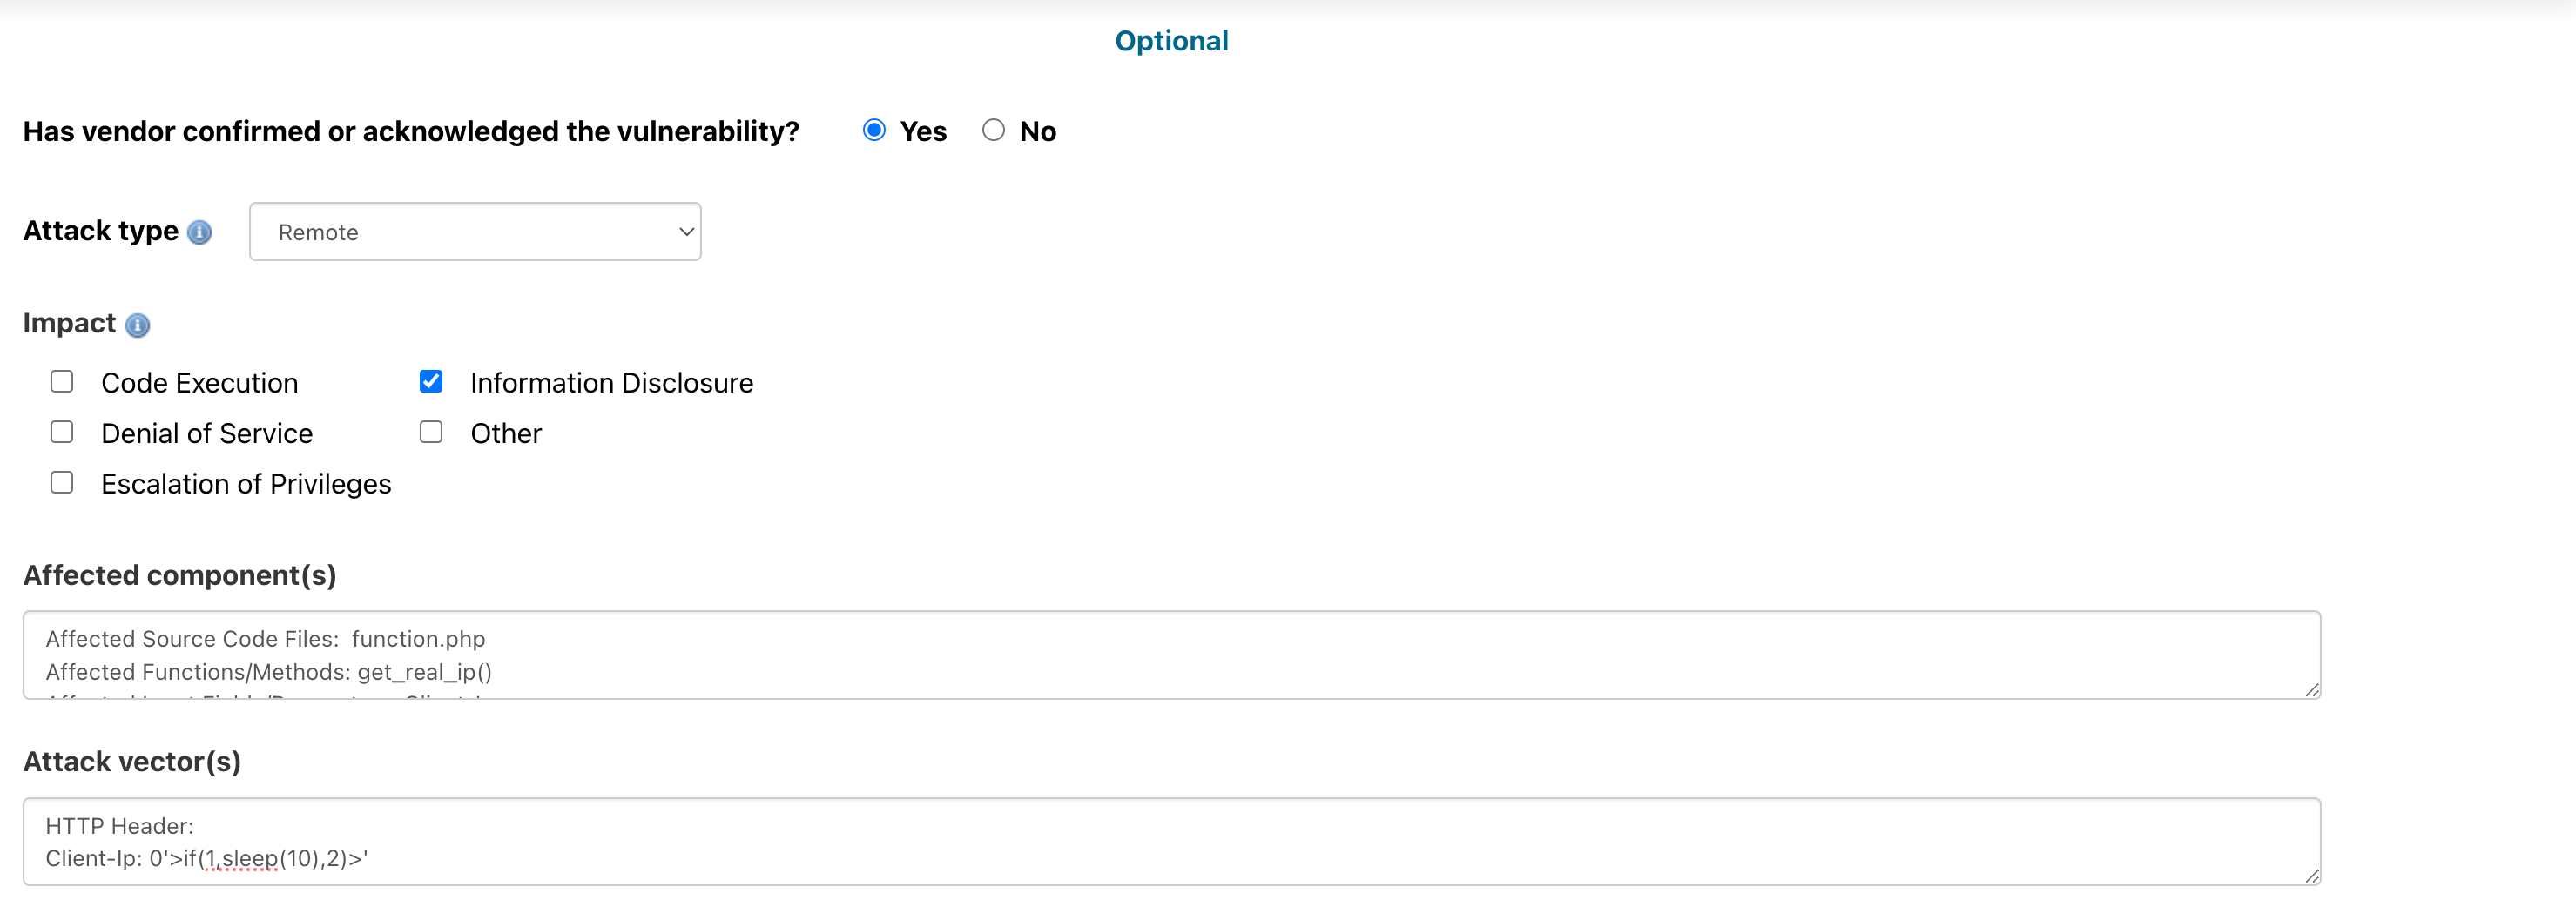 Optional
Has vendor confirmed or acknowledged the vulnerability? Yes No
Attack type Remote
Impact
Code Execution Information Disclosure
Denial of Service Other
Escalation of Privileges
Affected component(s)
Affected Source Code Files:  function.php
Affected Functions/Methods: get_real_ip()
Attack vector(s)
HTTP Header:
Client-Ip: 0'>if(1,sleep(10),2)>'